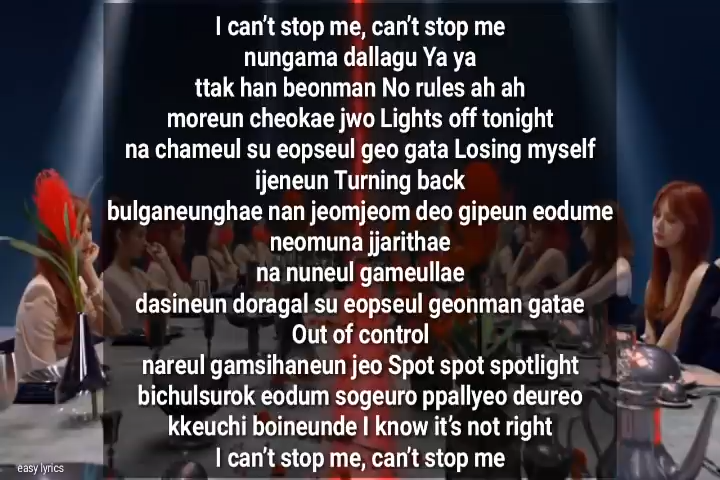 I can't stop me, can't stop me
nungama dallagu Ya ya
ttak han beonman No rules ah ah
moreun cheokae jwo Lights off tonight
na chameul su eopseul geo gata Losing myself
ijeneun Turning back
bulganeunghae nan jeomjeom deo gipeun eodume
neomuna jjarithae
na nuneul gameullae
dasineun doragal su eopseul geonman gatae
Out of control
nareul gamsihaneun jeo Spot spot spotlight
bichulsurok eodum sogeuro ppallyeo deureo
kkeuchi boineunde I know it's not right
I can't stop me, can't stop me
easy lyrics